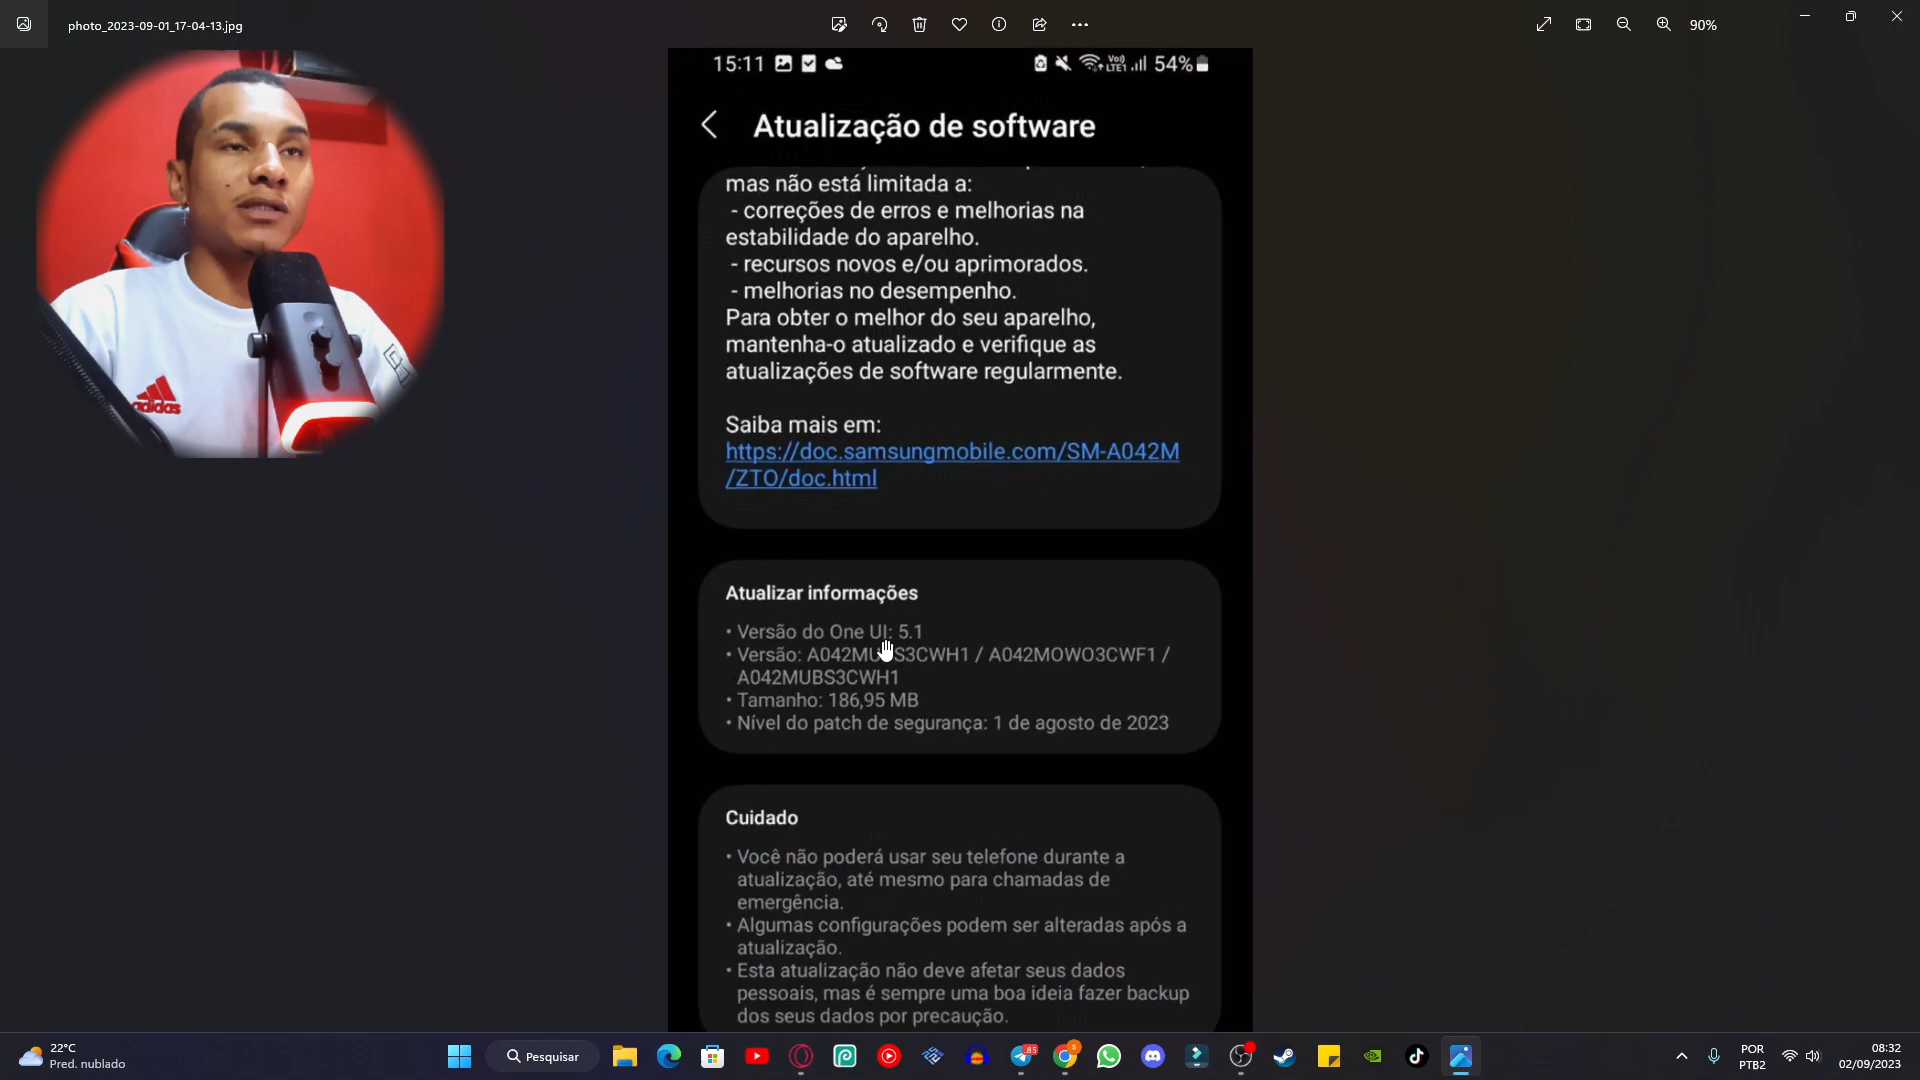 photo_2023-09-01_17-04-13.jpg
90%
15:11
54%
Atualização de software
mas não está limitada a:
- correções de erros e melhorias na
estabilidade do aparelho.
- recursos novos e/ou aprimorados.
- melhorias no desempenho.
Para obter o melhor do seu aparelho,
mantenha-o atualizado e verifique as
atualizações de software regularmente.
Saiba mais em:
https://doc.samsungmobile.com/SM-A042M
/ZTO/doc.html
Atualizar informações
• Versão do One UI: 5.1
• Versão: A042MUBS3CWH1 / A042MOWO3CWF1 /
A042MUBS3CWH1
• Tamanho: 186,95 MB
• Nível do patch de segurança: 1 de agosto de 2023
Cuidado
• Você não poderá usar seu telefone durante a
atualização, até mesmo para chamadas de
emergência.
• Algumas configurações podem ser alteradas após a
atualização.
• Esta atualização não deve afetar seus dados
pessoais, mas é sempre uma boa ideia fazer backup
dos seus dados por precaução.
adidas
22°C
Pred. nublado
Pesquisar
85
POR
PTB2
08:32
02/09/2023